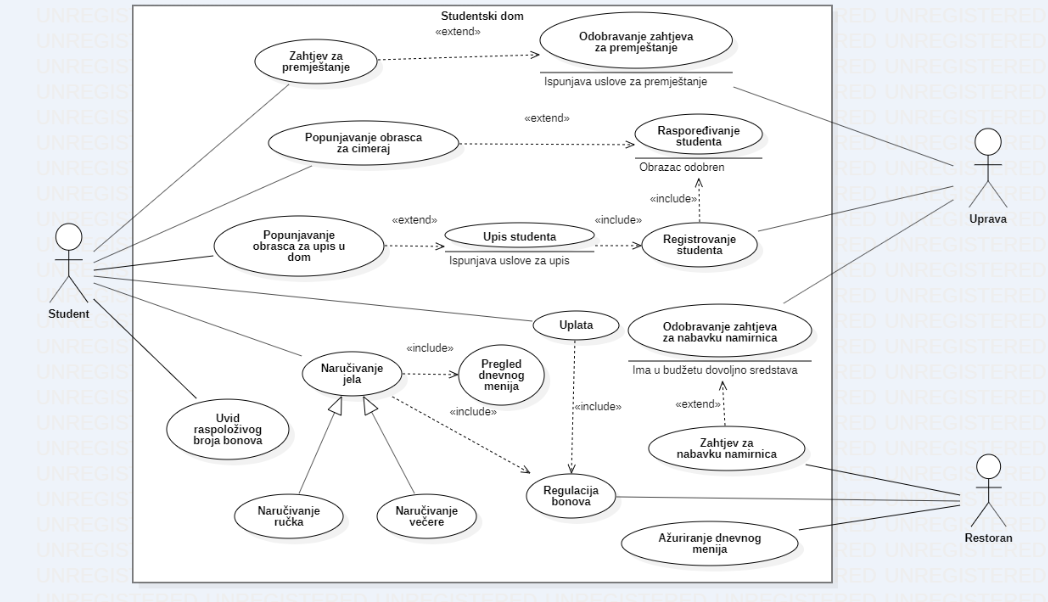 Studentski dom
«extend»
Zahtjev za
premještanje
Odobravanje zahtjeva
za premještanje
Ispunjava uslove za premještanje
Popunjavanje obrasca
za cimeraj
«extend»
Raspoređivanje
studenta
Obrazac odobren
«include»
Uprava
Popunjavanje
obrasca za upis u
dom
«extend»
Upis studenta
Ispunjava uslove za upis
«include»
Registrovanje
studenta
Student
Uplata
Odobravanje zahtjeva
za nabavku namirnica
Ima u budžetu dovoljno sredstava
Naručivanje
jela
«include»
Pregled
dnevnog
menija
«include»
«include»
«extend»
Uvid
raspoloživog
broja bonova
Zahtjev za
nabavku namirnica
Naručivanje
ručka
Naručivanje
večere
Regulacija
bonova
Ažuriranje dnevnog
menija
Restoran
UNREGISTERED